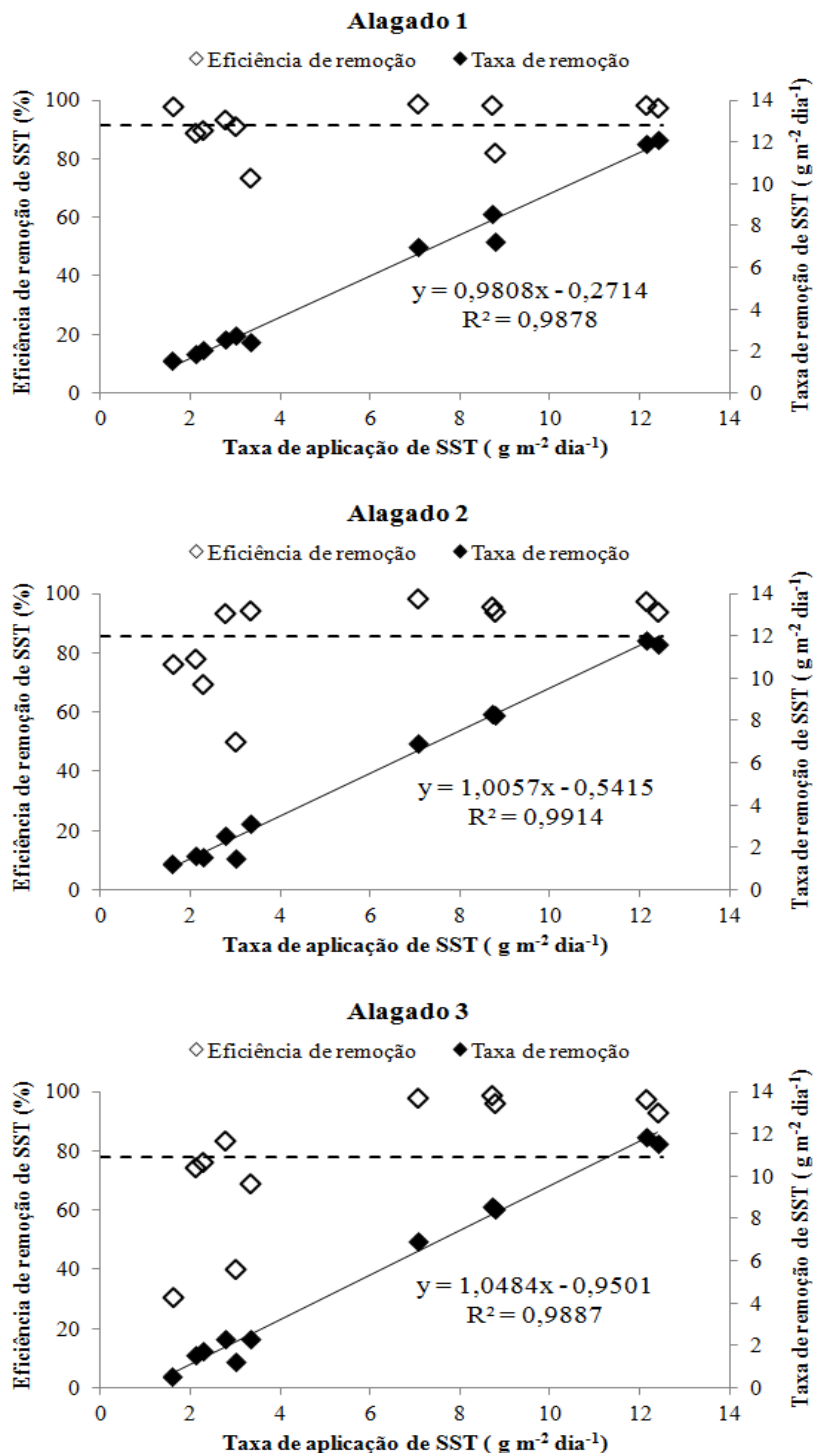 Alagado 1
◇Eficiência de remoção ◆Taxa de remoção
Eficiência de remoção de SST (%)
100
80
60
40
20
0
y = 0,9808x - 0,2714
R² = 0,9878
14
12
10
8
6
4
2
0
Taxa de remoção de SST ( g m⁻² dia⁻¹)
0 2 4 6 8 10 12 14
Taxa de aplicação de SST ( g m⁻² dia⁻¹)
Alagado 2
◇Eficiência de remoção ◆Taxa de remoção
Eficiência de remoção de SST (%)
100
80
60
40
20
0
y = 1,0057x - 0,5415
R² = 0,9914
14
12
10
8
6
4
2
0
Taxa de remoção de SST ( g m⁻² dia⁻¹)
0 2 4 6 8 10 12 14
Taxa de aplicação de SST ( g m⁻² dia⁻¹)
Alagado 3
◇Eficiência de remoção ◆Taxa de remoção
Eficiência de remoção de SST (%)
100
80
60
40
20
0
y = 1,0484x - 0,9501
R² = 0,9887
14
12
10
8
6
4
2
0
Taxa de remoção de SST ( g m⁻² dia⁻¹)
0 2 4 6 8 10 12 14
Taxa de aplicação de SST ( g m⁻² dia⁻¹)